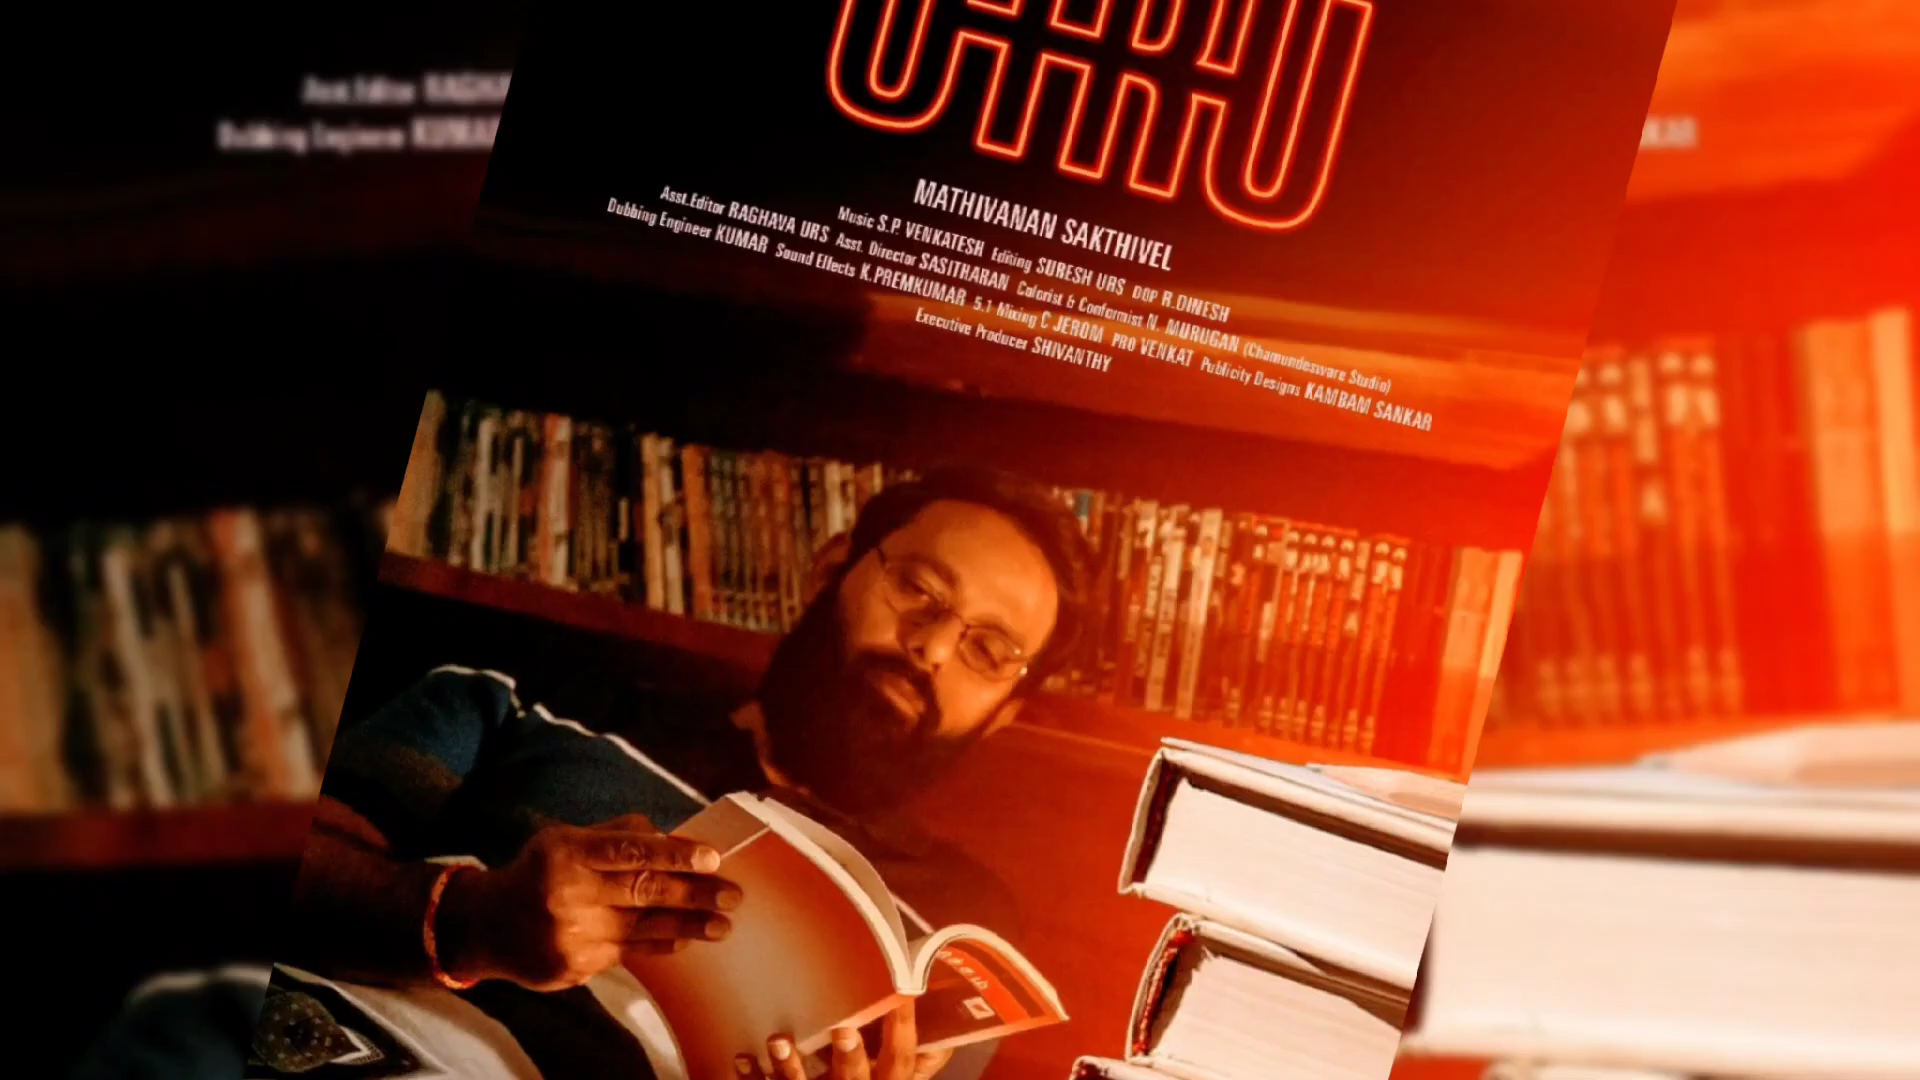 MATHIVANAN SAKTHIVEL
Music S.P. VENKATESH Editing SURESH URS DOP R.DINESH
Asst.Editor RAGHAVA URS Asst. Director SASITHARAN Colorist & Conformist N. MURUGAN (Chamundesware Studio)
Dubbing Engineer KUMAR Sound Effects K.PREMKUMAR 5.1 Mixing C JEROM PRO VENKAT Publicity Designs KAMBAM SANKAR
Executive Producer SHIVANTHY